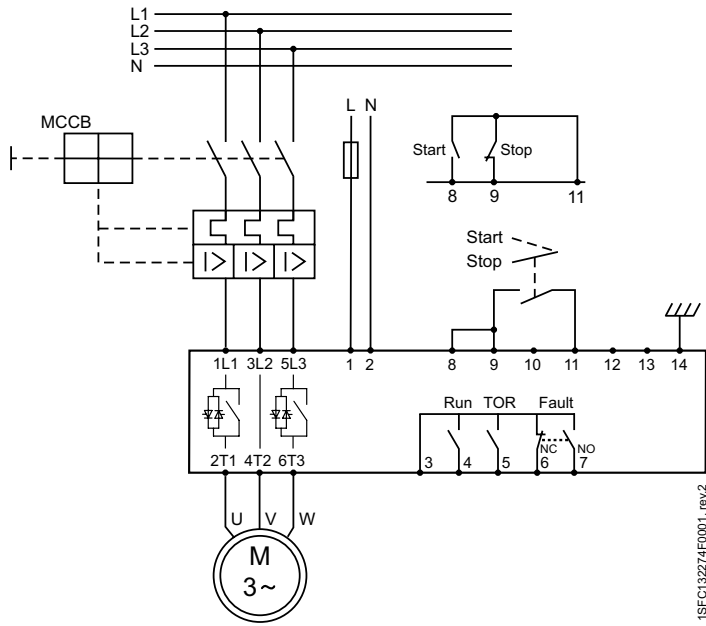 L1
L2
L3
N
MCCB
L N
Start Stop
8 9 11
Start
Stop
I> I> I>
1L1 3L2 5L3 1 2 8 9 10 11 12 13 14
Run TOR Fault
NC NO
2T1 4T2 6T3 3 4 5 6 7
U V W
M
3~
1SFC132274F0001, rev.2